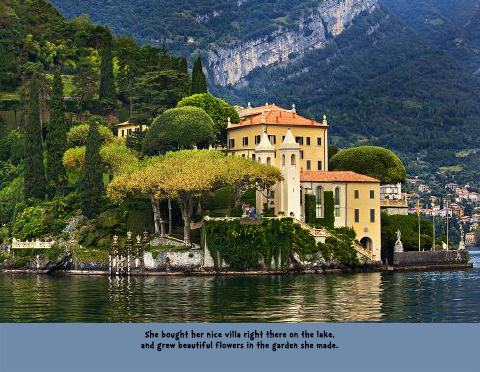 She bought her nice villa right there on the lake,
and grew beautiful flowers in the garden she made.